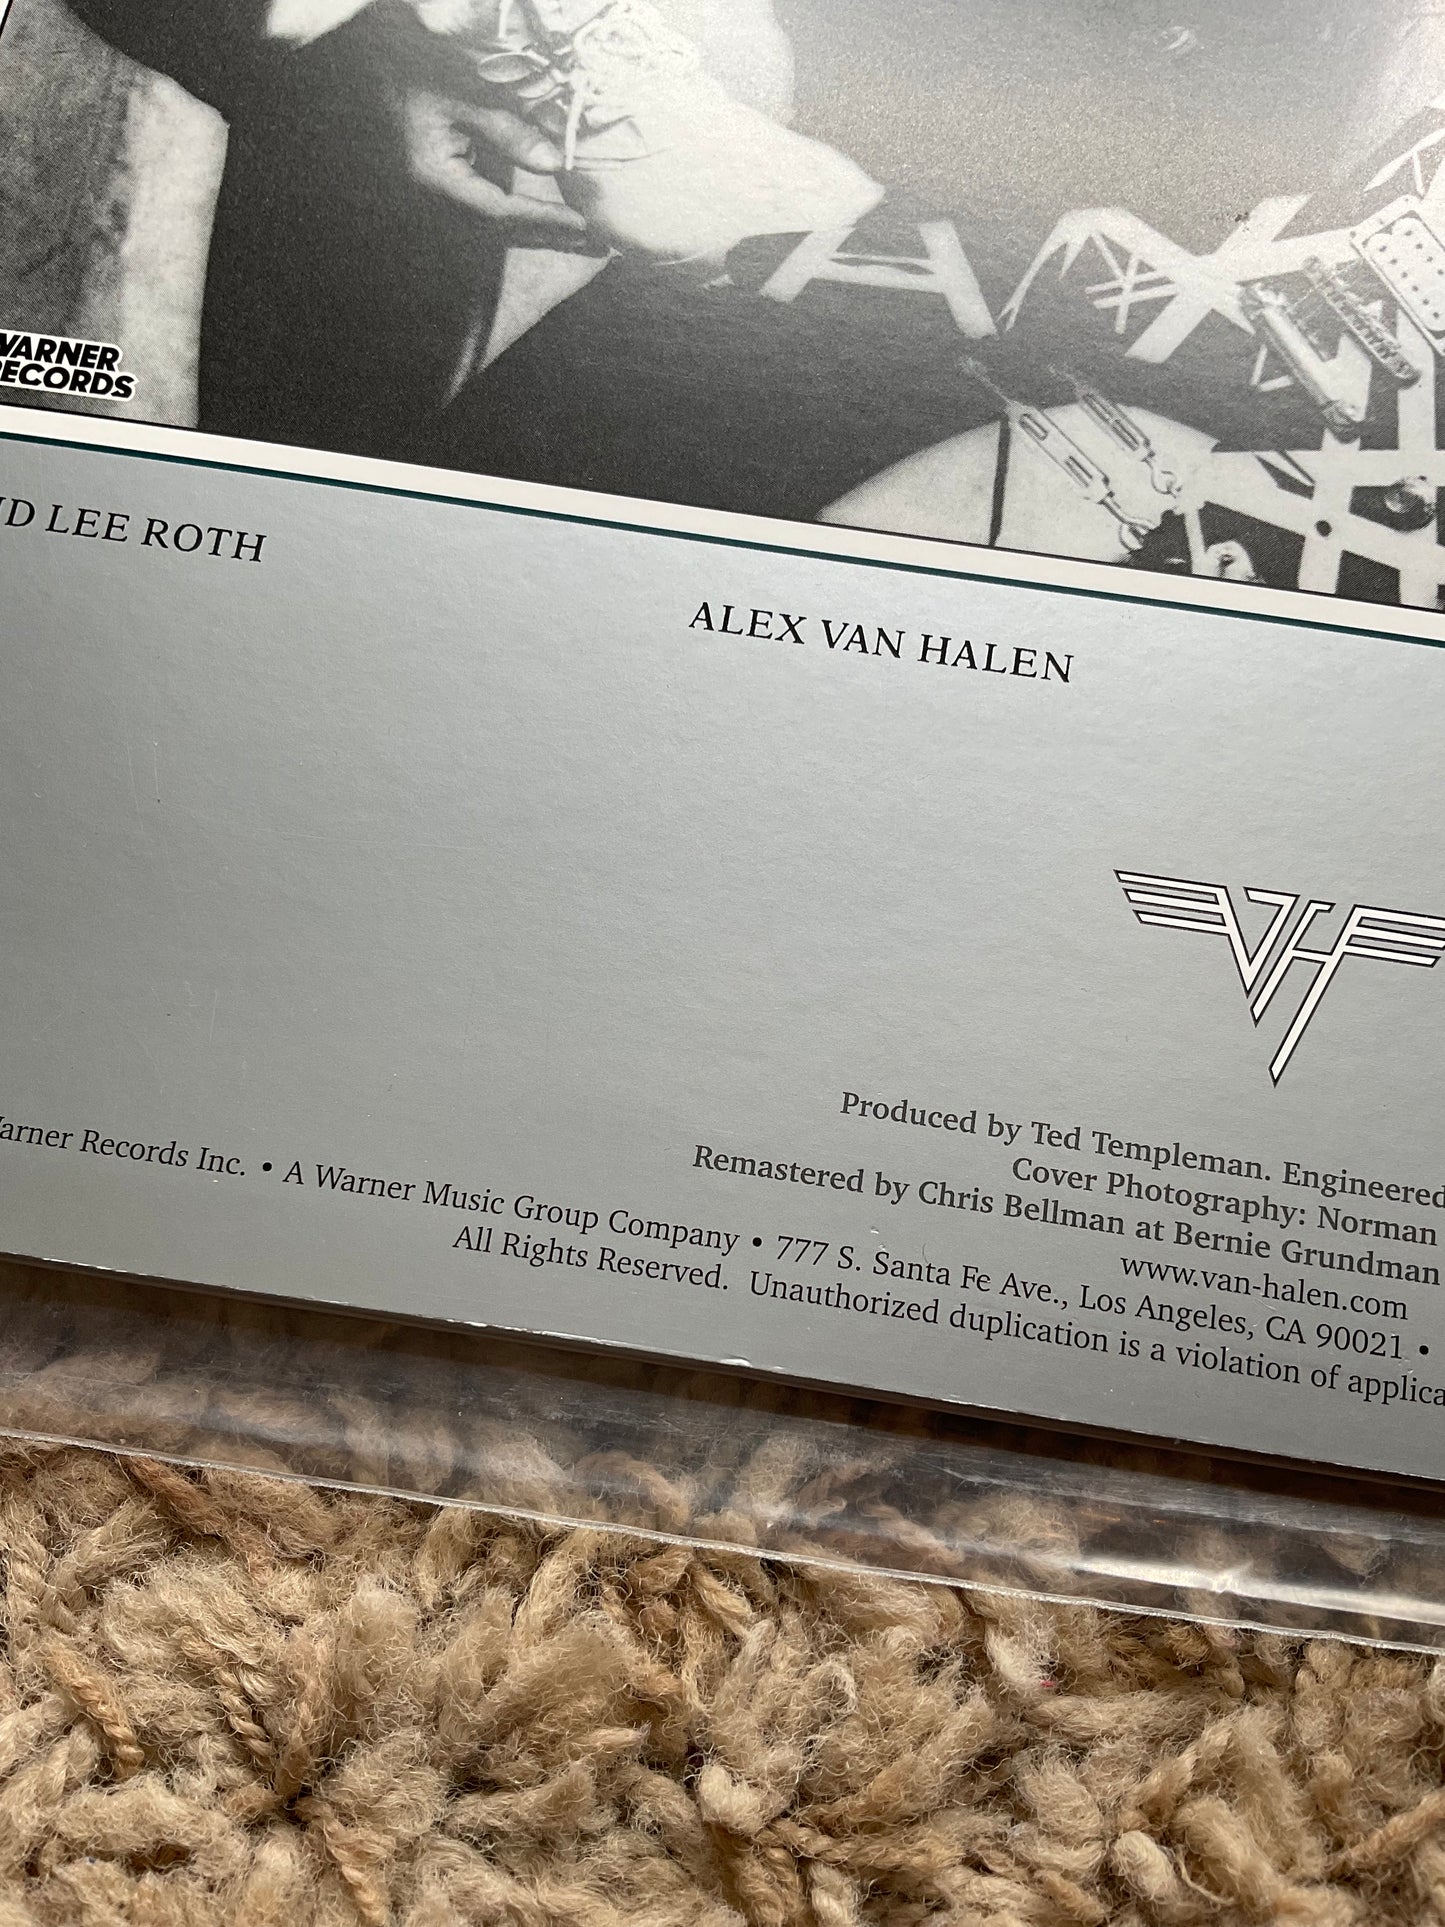 WARNER
RECORDS
LEE ROTH
ALEX VAN HALEN
VH
Produced by Ted Templeman. Engineered
Cover Photography: Norman
Remastered by Chris Bellman at Bernie Grundman
www.van-halen.com
Warner Records Inc. • A Warner Music Group Company • 777 S. Santa Fe Ave., Los Angeles, CA 90021 •
All Rights Reserved. Unauthorized duplication is a violation of